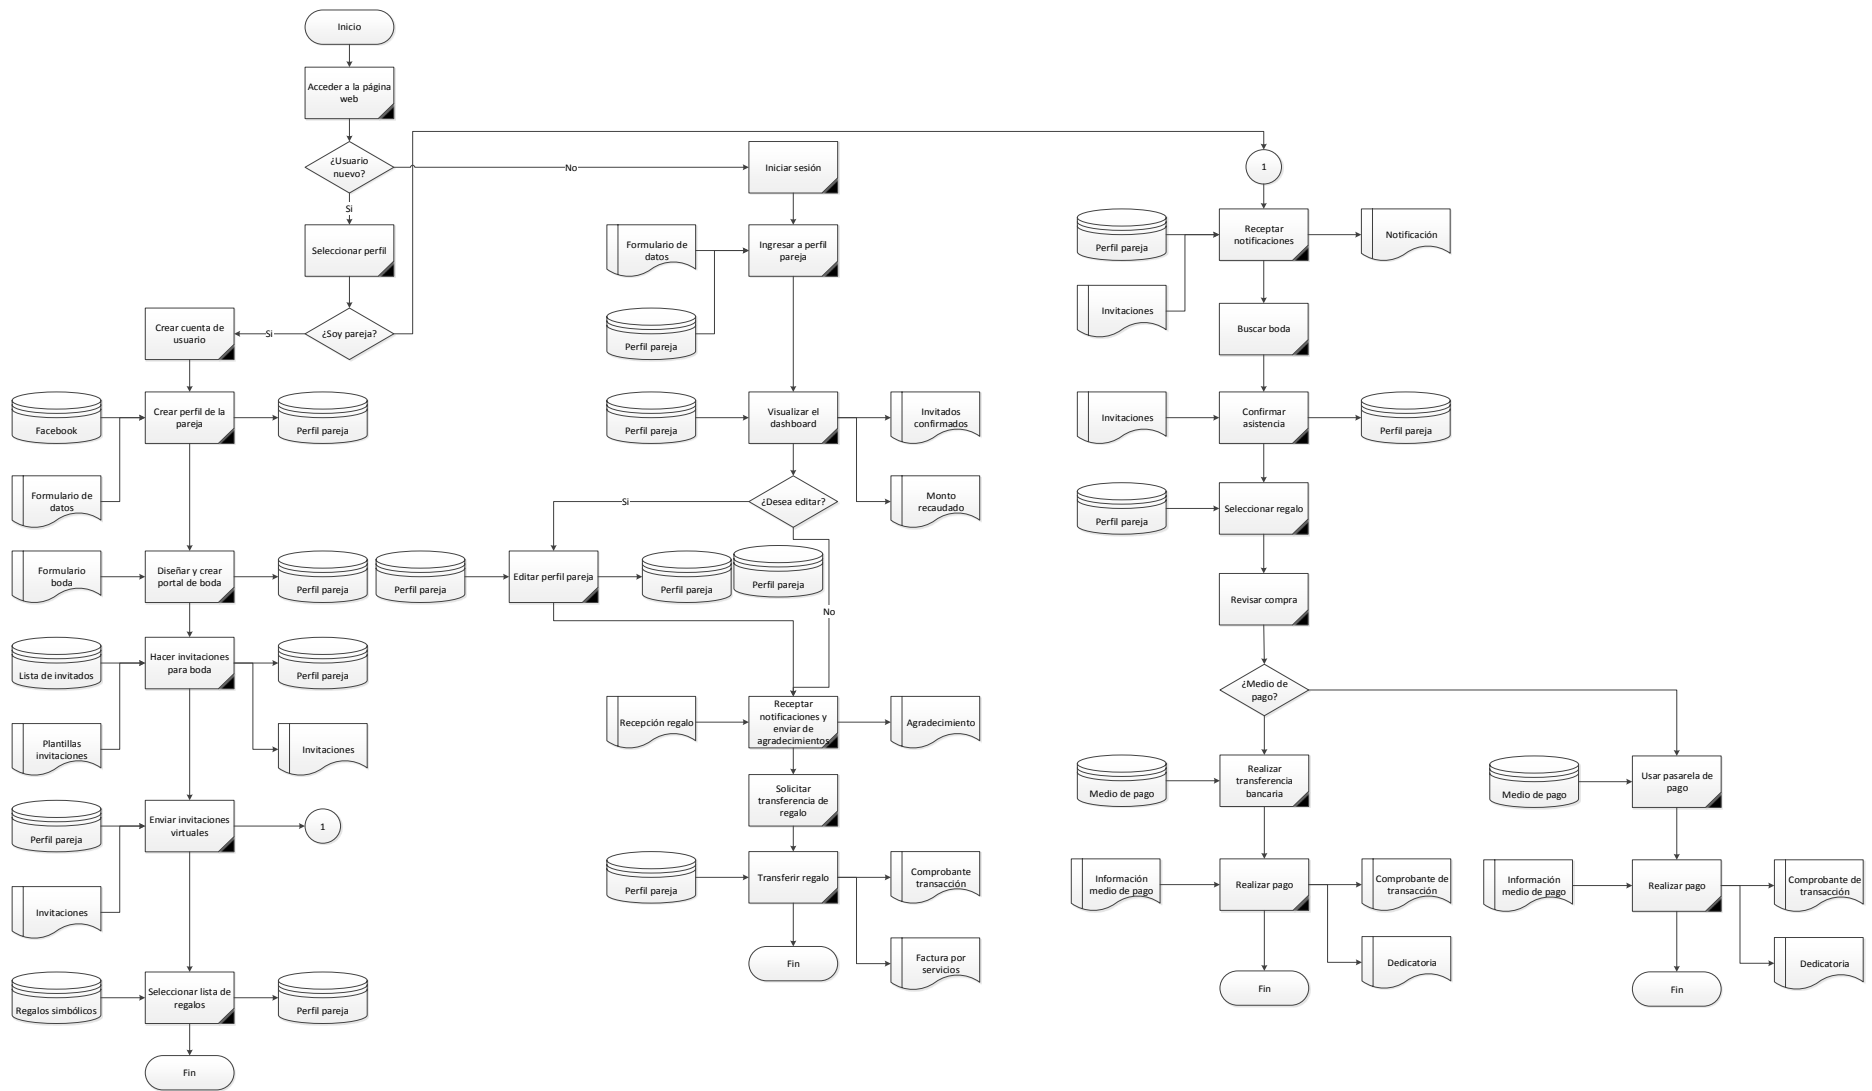 Inicio
Acceder a la página
web
¿Usuario
nuevo?
No
Si
Seleccionar perfil
¿Soy pareja?
Si
Crear cuenta de
usuario
Facebook
Crear perfil de la
pareja
Perfil pareja
Formulario de
datos
Formulario
boda
Diseñar y crear
portal de boda
Perfil pareja
Lista de invitados
Hacer invitaciones
para boda
Perfil pareja
Plantillas
invitaciones
Invitaciones
Perfil pareja
Enviar invitaciones
virtuales
1
Invitaciones
Regalos simbólicos
Seleccionar lista de
regalos
Perfil pareja
Fin
Iniciar sesión
Formulario de
datos
Ingresar a perfil
pareja
Perfil pareja
Perfil pareja
Visualizar el
dashboard
Invitados
confirmados
Monto
recaudado
¿Desea editar?
Si
Perfil pareja
Editar perfil pareja
Perfil pareja
Perfil pareja
No
Recepción regalo
Receptar
notificaciones y
enviar de
agradecimientos
Agradecimiento
Solicitar
transferencia de
regalo
Perfil pareja
Transferir regalo
Comprobante
transacción
Factura por
servicios
Fin
1
Perfil pareja
Receptar
notificaciones
Notificación
Invitaciones
Buscar boda
Invitaciones
Confirmar
asistencia
Perfil pareja
Perfil pareja
Seleccionar regalo
Revisar compra
¿Medio de
pago?
Medio de pago
Realizar
transferencia
bancaria
Información
medio de pago
Realizar pago
Comprobante de
transacción
Dedicatoria
Fin
Medio de pago
Usar pasarela de
pago
Información
medio de pago
Realizar pago
Comprobante de
transacción
Dedicatoria
Fin